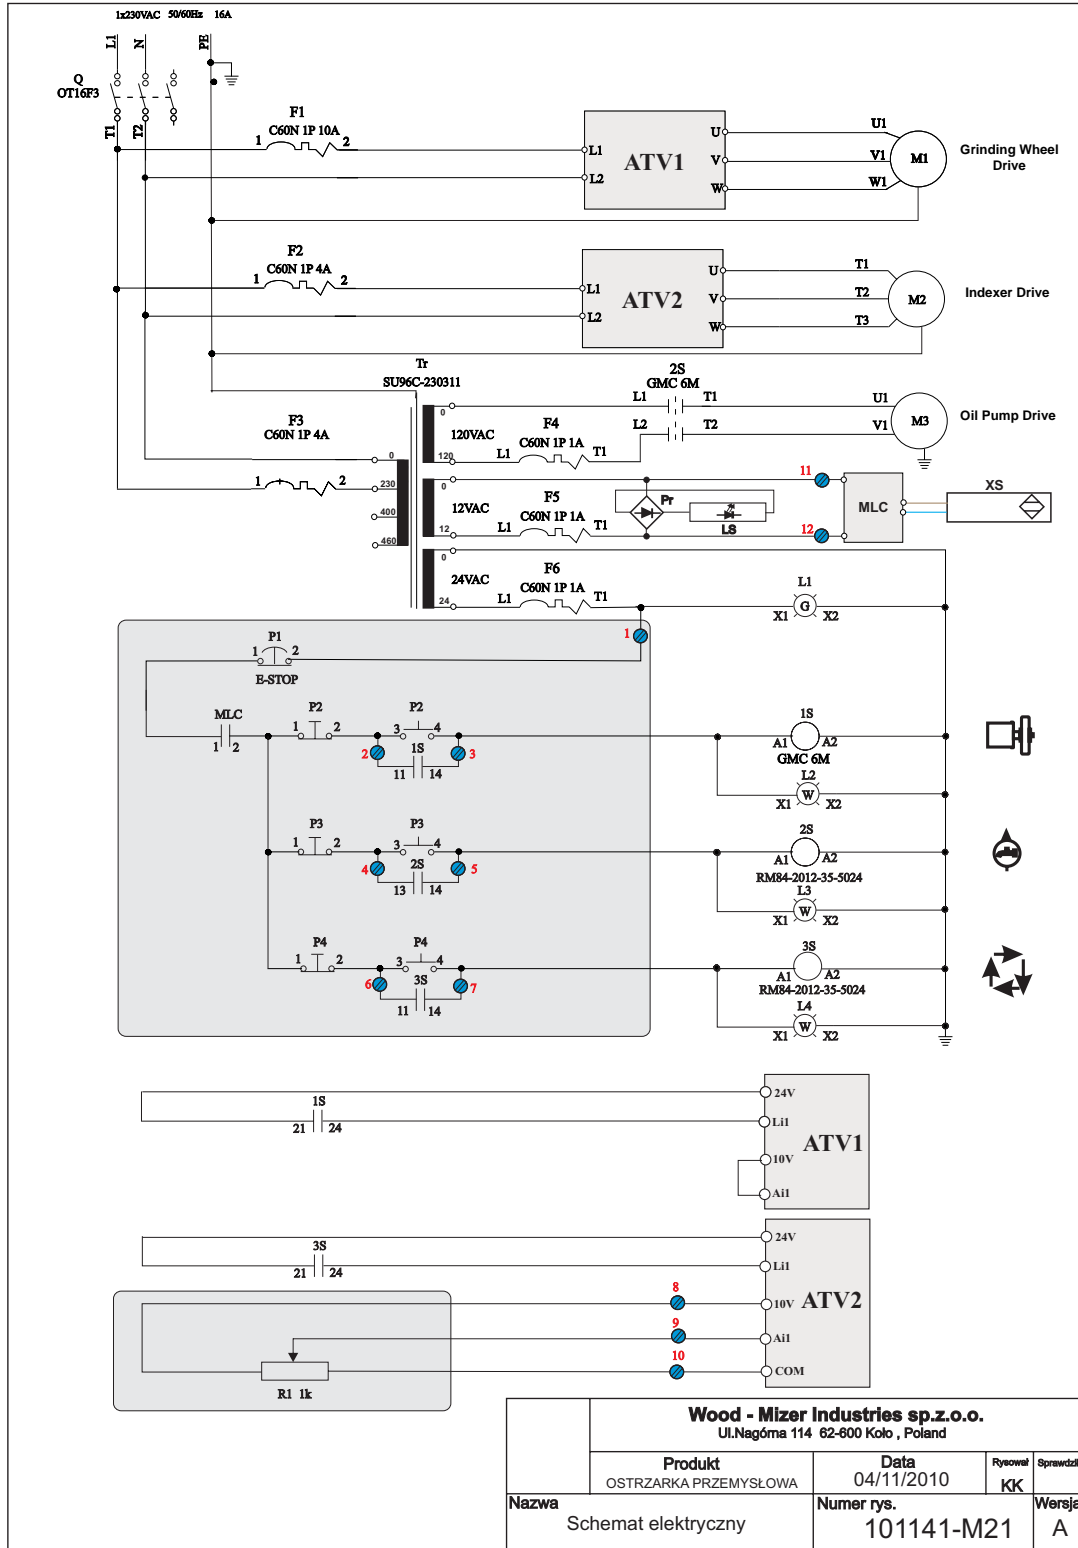 1x230VAC 50/60Hz 16A
L1 N PE
Q
OT16F3
T1 T2
F1
C60N 1P 10A
1 2
L1
L2
ATV1
U
V
W
U1
V1
W1
M1
Grinding Wheel
Drive
F2
C60N 1P 4A
1 2
L1
L2
ATV2
U
V
W
T1
T2
T3
M2
Indexer Drive
Tr
SU96C-230311
2S
GMC 6M
L1 T1
L2 T2
U1
V1
M3
Oil Pump Drive
F3
C60N 1P 4A
1 2
0
230
400
460
0
120VAC
120
F4
C60N 1P 1A
L1 T1
0
12VAC
12
F5
C60N 1P 1A
L1 T1
Pr
LS
11
12
MLC
XS
0
24VAC
24
F6
C60N 1P 1A
L1 T1
L1
X1 G X2
1
P1
1 2
E-STOP
MLC
1 2
P2
1 2
P2
3 4
2 1S 3
11 14
1S
A1 A2
GMC 6M
L2
X1 W X2
P3
1 2
P3
3 4
4 2S 5
13 14
2S
A1 A2
RM84-2012-35-5024
L3
X1 W X2
P4
1 2
P4
3 4
6 3S 7
11 14
3S
A1 A2
RM84-2012-35-5024
L4
X1 W X2
1S
21 24
24V
Li1
ATV1
10V
Ai1
3S
21 24
24V
Li1
8
10V ATV2
9
Ai1
10
COM
R1 1k
Wood - Mizer Industries sp.z.o.o.
Ul.Nagórna 114 62-600 Koło , Poland
Produkt
OSTRZARKA PRZEMYSŁOWA
Data
04/11/2010
Rysował
KK
Sprawdził
Nazwa
Schemat elektryczny
Numer rys.
101141-M21
Wersja
A